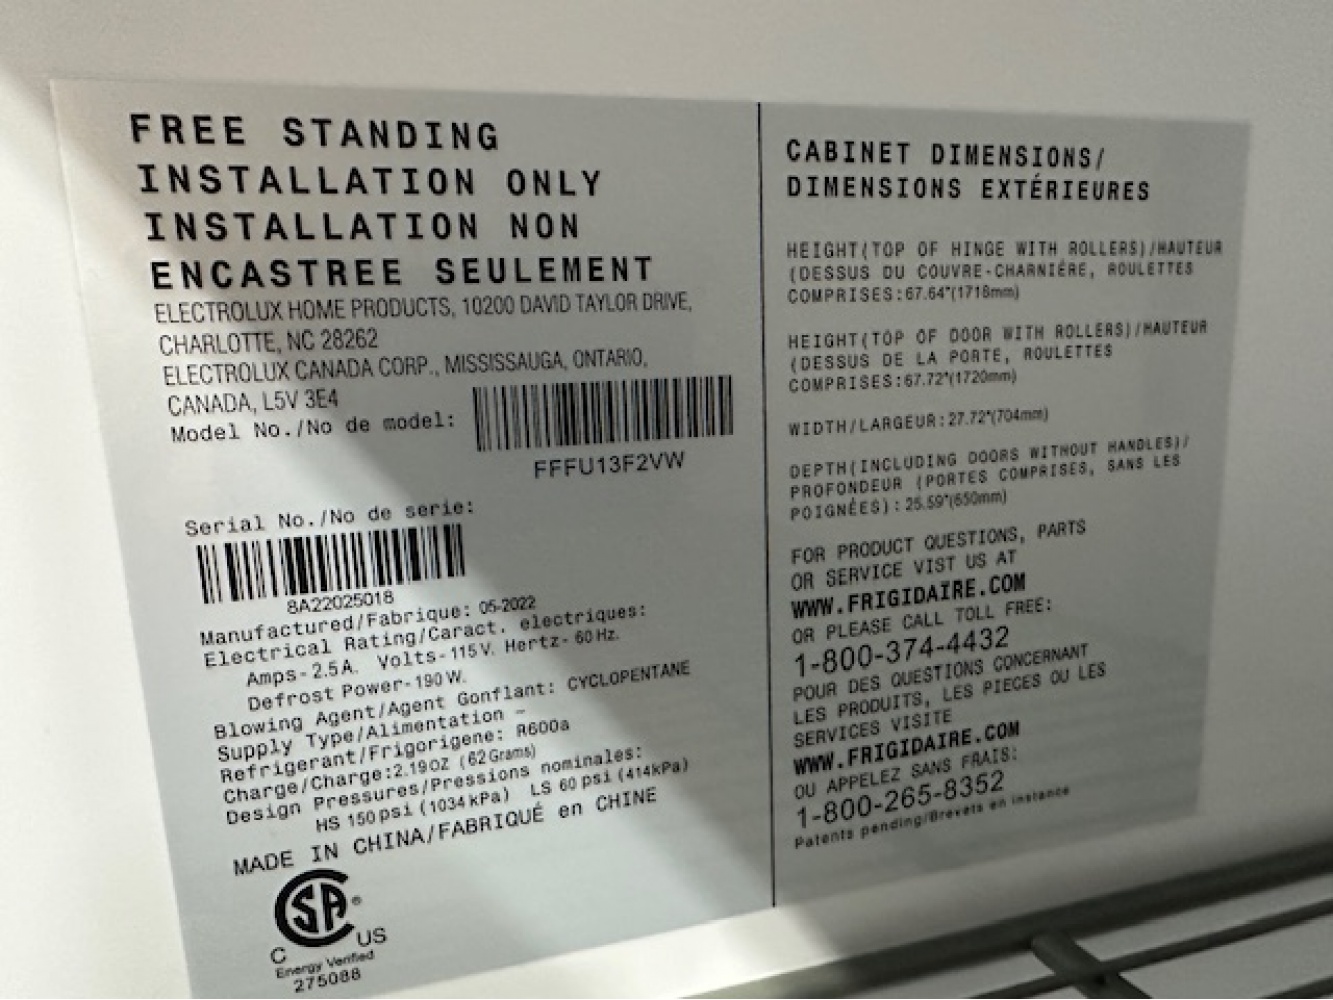 FREE STANDING
INSTALLATION ONLY
INSTALLATION NON
ENCASTREE SEULEMENT
ELECTROLUX HOME PRODUCTS, 10200 DAVID TAYLOR DRIVE,
CHARLOTTE, NC 28262
ELECTROLUX CANADA CORP., MISSISSAUGA, ONTARIO,
CANADA, L5V 3E4
Model No./No de model:
FFFU13F2VW
Serial No./No de serie:
8A22025018
Manufactured/Fabrique: 05-2022
Electrical Rating/Caract. electriques:
Amps-2.5A. Volts-115V. Hertz-60Hz.
Defrost Power-190W.
Blowing Agent/Agent Gonflant: CYCLOPENTANE
Supply Type/Alimentation –
Refrigerant/Frigorigene: R600a
Charge/Charge:2.19OZ (62Grams)
Design Pressures/Pressions nominales:
HS 150psi (1034kPa) LS 60psi (414kPa)
MADE IN CHINA/FABRIQUÉ en CHINE
SA ®
C US
Energy Verified
275088
CABINET DIMENSIONS/
DIMENSIONS EXTÉRIEURES
HEIGHT(TOP OF HINGE WITH ROLLERS)/HAUTEUR
(DESSUS DU COUVRE-CHARNIÉRE, ROULETTES
COMPRISES:67.64"(1718mm)
HEIGHT(TOP OF DOOR WITH ROLLERS)/HAUTEUR
(DESSUS DE LA PORTE, ROULETTES
COMPRISES:67.72"(1720mm)
WIDTH/LARGEUR:27.72"(704mm)
DEPTH(INCLUDING DOORS WITHOUT HANDLES)/
PROFONDEUR (PORTES COMPRISES, SANS LES
POIGNÉES):25.59"(650mm)
FOR PRODUCT QUESTIONS, PARTS
OR SERVICE VIST US AT
WWW.FRIGIDAIRE.COM
OR PLEASE CALL TOLL FREE:
1-800-374-4432
POUR DES QUESTIONS CONCERNANT
LES PRODUITS, LES PIECES OU LES
SERVICES VISITE
WWW.FRIGIDAIRE.COM
OU APPELEZ SANS FRAIS:
1-800-265-8352
Patents pending/Brevets en instance